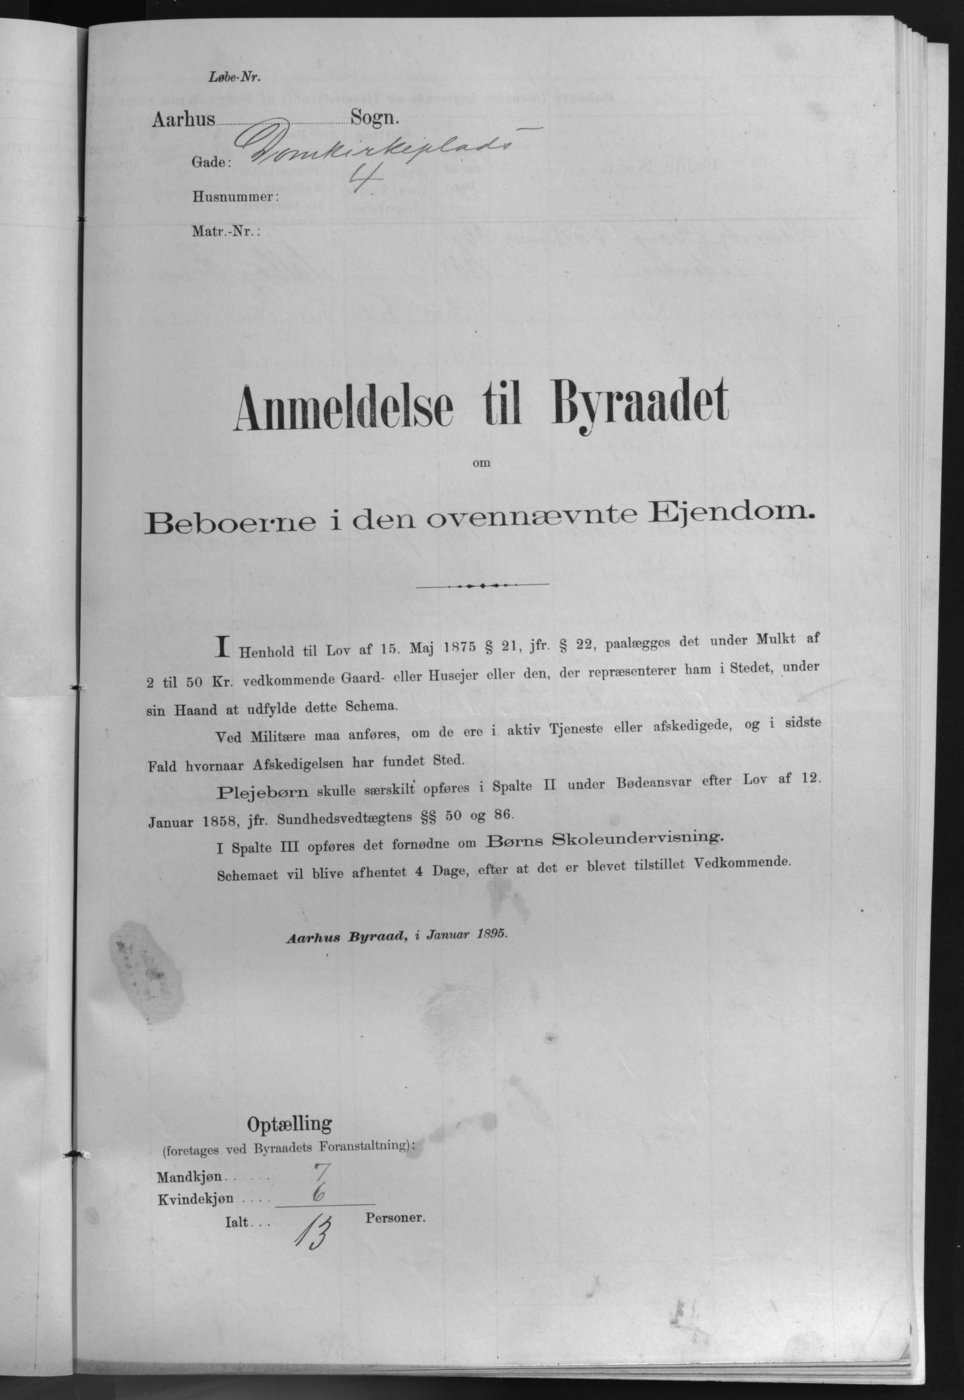 Løbe-Nr.
Aarhus Sogn.
Gade: Domkirkeplads
Husnummer: 4
Matr.-Nr.:
Anmeldelse til Byraadet
om
Beboerne i den ovennævnte Ejendom.
I Henhold til Lov af 15. Maj 1875 § 21, jfr. § 22, paalægges det under Mulkt af
2 til 50 Kr. vedkommende Gaard- eller Husejer eller den, der repræsenterer ham i Stedet, under
sin Haand at udfylde dette Schema.
Ved Militære maa anføres, om de ere i aktiv Tjeneste eller afskedigede, og i sidste
Fald hvornaar Afskedigelsen har fundet Sted.
Plejebørn skulle særskilt opføres i Spalte II under Bødeansvar efter Lov af 12.
Januar 1858, jfr. Sundhedsvedtægtens §§ 50 og 86.
I Spalte III opføres det fornødne om Børns Skoleundervisning.
Schemaet vil blive afhentet 4 Dage, efter at det er blevet tilstillet Vedkommende.
Aarhus Byraad, i Januar 1895.
Optælling
(foretages ved Byraadets Foranstaltning):
Mandkjøn...... 7
Kvindekjøn .... 6
Ialt... 13 Personer.